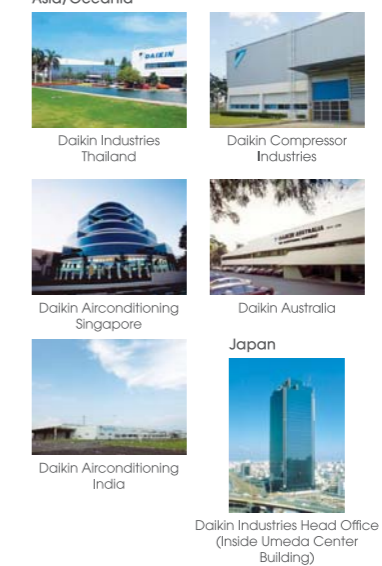 Asia/Oceania
DAIKIN
Daikin Industries
Thailand
Daikin Compressor
Industries
DAIKIN AUSTRALIA
Daikin Airconditioning
Singapore
Daikin Australia
Daikin Airconditioning
India
Japan
Daikin Industries Head Office
(Inside Umeda Center
Building)